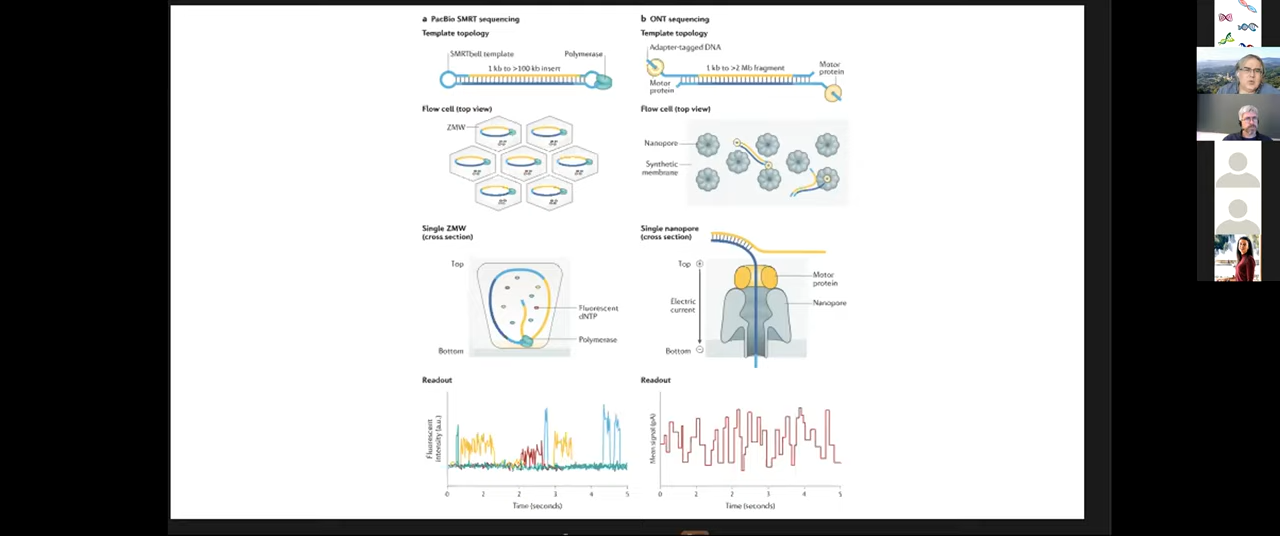 a PacBio SMRT sequencing
Template topology
SMRTbell template
Polymerase
1 kb to >100 kb insert
Flow cell (top view)
ZMW
Single ZMW
(cross section)
Top
Fluorescent
dNTP
Polymerase
Bottom
Readout
Fluorescent
intensity (a.u.)
0 2 2 3 4 5
Time (seconds)
b ONT sequencing
Template topology
Adapter-tagged DNA
1 kb to >2 Mb fragment
Motor
protein
Motor
protein
Flow cell (top view)
Nanopore
Synthetic
membrane
Single nanopore
(cross section)
Top +
Motor
protein
Nanopore
Electric
current
Bottom −
Readout
Mean signal (pA)
0 1 2 3 4 5
Time (seconds)